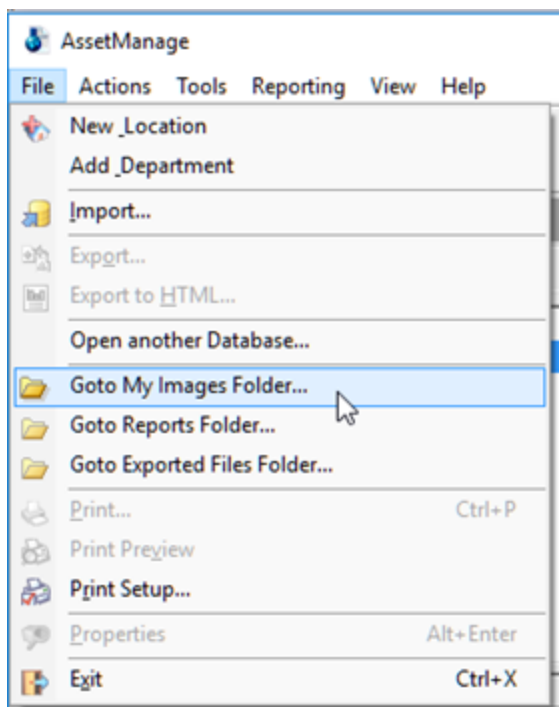 AssetManage
File Actions Tools Reporting View Help
New _Location
Add _Department
Import...
Export...
Export to HTML...
Open another Database...
Goto My Images Folder...
Goto Reports Folder...
Goto Exported Files Folder...
Print... Ctrl+P
Print Preview
Print Setup...
Properties Alt+Enter
Exit Ctrl+X